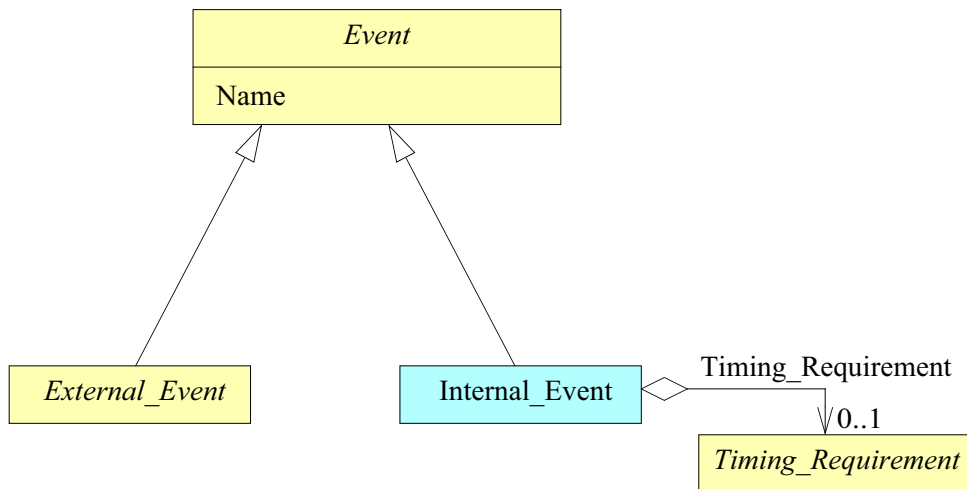 Event
Name
External_Event
Internal_Event
Timing_Requirement
0..1
Timing_Requirement